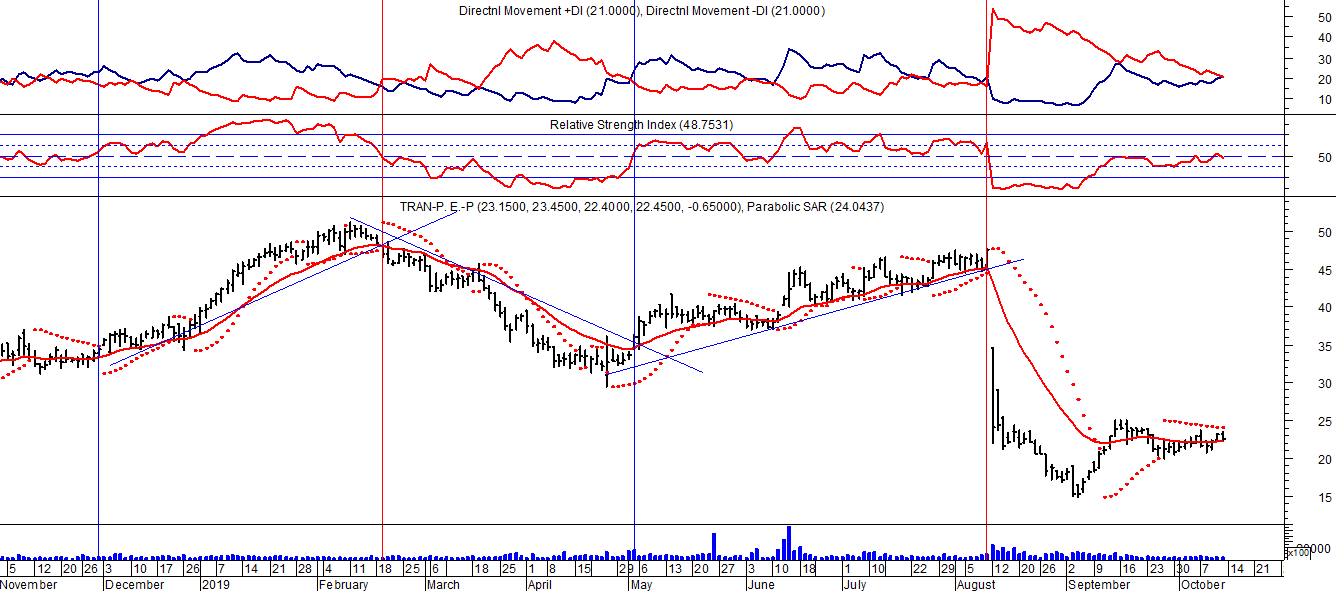 Directnl Movement +DI (21.0000), Directnl Movement -DI (21.0000)
50
40
30
20
10
Relative Strength Index (48.7531)
50
TRAN-P. E.-P (23.1500, 23.4500, 22.4000, 22.4500, -0.65000), Parabolic SAR (24.0437)
50
45
40
35
30
25
20
15
20000
x100
5 12 20 26 3 10 17 26 7 14 21 28 4 11 18 25 6 18 25 1 8 15 29 6 13 20 27 3 10 18 1 10 22 29 5 12 20 26 2 9 16 23 30 7 14 21
November December 2019 February March April May June July August September October